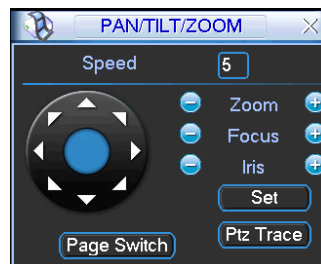 PAN/TILT/ZOOM
Speed 5
Zoom
Focus
Iris
Set
Page Switch
Ptz Trace